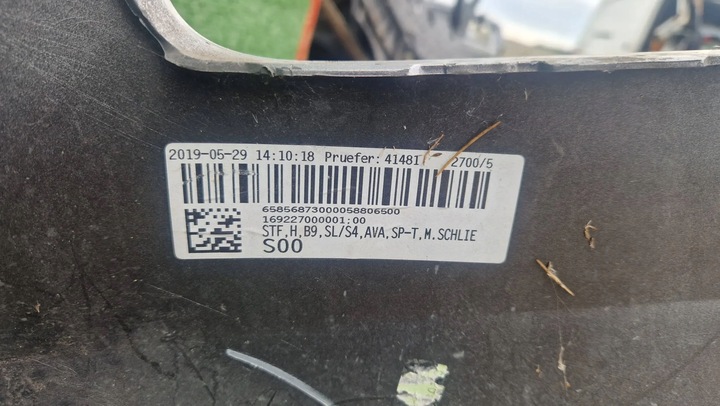 2019-05-29 14:10:18 Pruefer: 41481 2700/5
65856873000058806500
169227000001;00
STF,H,B9,SL/S4,AVA,SP-T,M.SCHLIE
S00